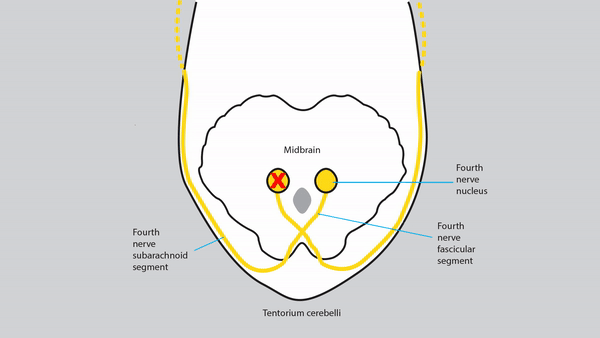 Midbrain
Fourth
nerve
nucleus
Fourth
nerve
fascicular
segment
Fourth
nerve
subarachnoid
segment
Tentorium cerebelli
X